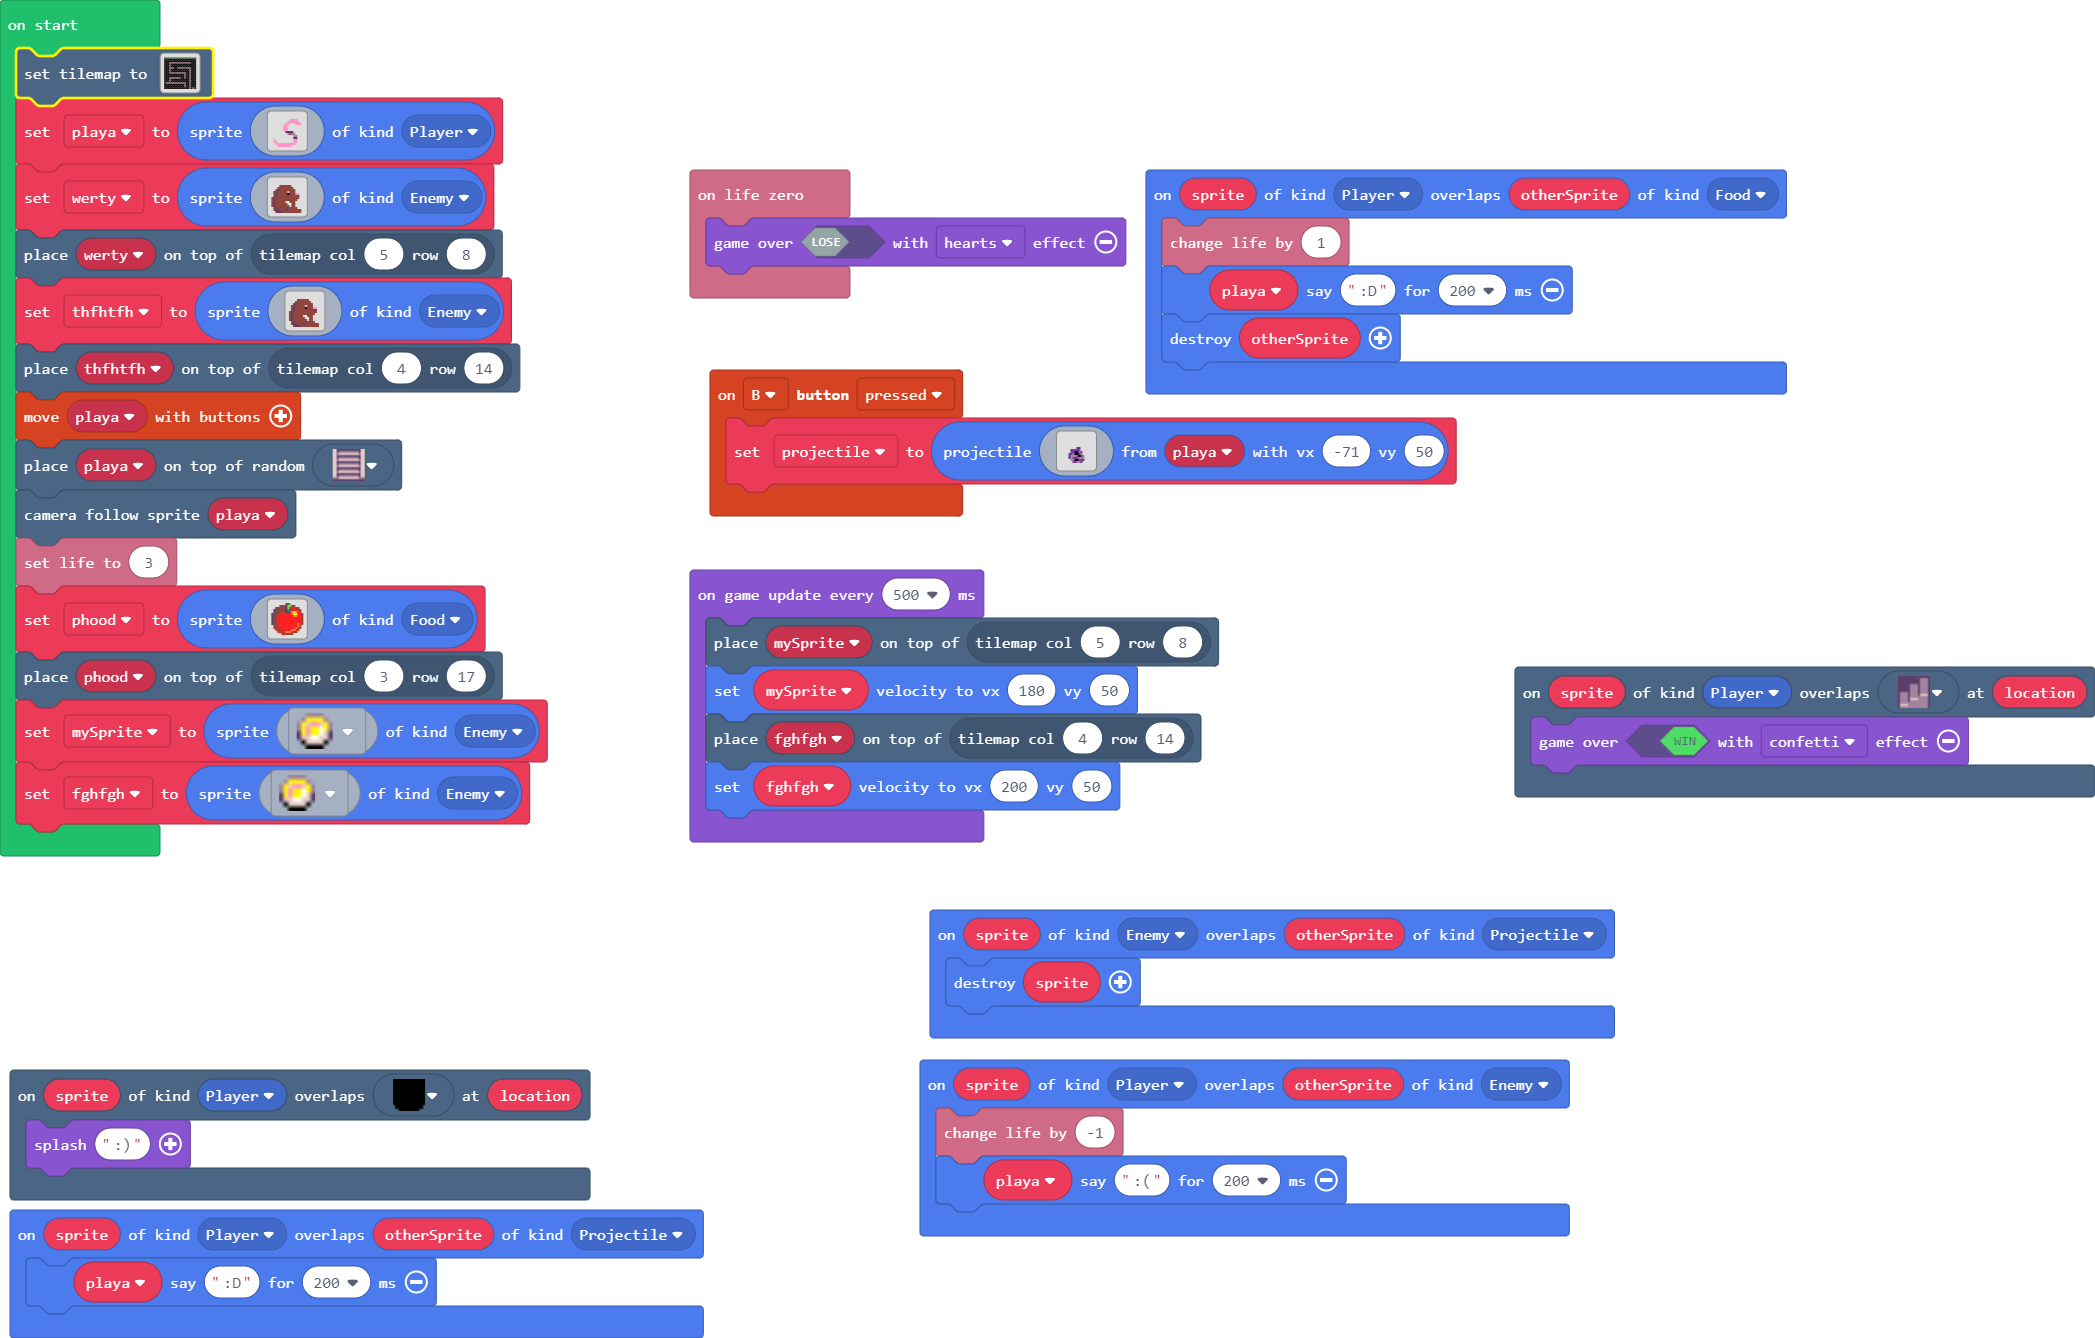 on start
set tilemap to
set playa to sprite of kind Player
set werty to sprite of kind Enemy
place werty on top of tilemap col 5 row 8
set thfhtfh to sprite of kind Enemy
place thfhtfh on top of tilemap col 4 row 14
move playa with buttons
place playa on top of random
camera follow sprite playa
set life to 3
set phood to sprite of kind Food
place phood on top of tilemap col 3 row 17
set mySprite to sprite of kind Enemy
set fghfgh to sprite of kind Enemy
on life zero
game over LOSE with hearts effect
on sprite of kind Player overlaps otherSprite of kind Food
change life by 1
playa say ":D" for 200 ms
destroy otherSprite
on B button pressed
set projectile to projectile from playa with vx -71 vy 50
on game update every 500 ms
place mySprite on top of tilemap col 5 row 8
set mySprite velocity to vx 180 vy 50
place fghfgh on top of tilemap col 4 row 14
set fghfgh velocity to vx 200 vy 50
on sprite of kind Player overlaps at location
game over WIN with confetti effect
on sprite of kind Enemy overlaps otherSprite of kind Projectile
destroy sprite
on sprite of kind Player overlaps otherSprite of kind Enemy
change life by -1
playa say ":(" for 200 ms
on sprite of kind Player overlaps at location
splash ":)"
on sprite of kind Player overlaps otherSprite of kind Projectile
playa say ":D" for 200 ms